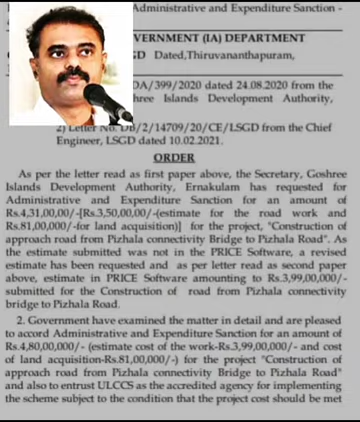 Administrative and Expenditure Sanction -
VERNMENT (IA) DEPARTMENT
GD Dated,Thiruvananthapuram,
DA/399/2020 dated 24.08.2020 from the
hree Islands Development Authority,
2) Letter No. DB/2/14709/20/CE/LSGD from the Chief
Engineer, LSGD dated 10.02.2021.
ORDER
As per the letter read as first paper above, the Secretary, Goshree
Islands Development Authority, Ernakulam has requested for
Administrative and Expenditure Sanction for an amount of
Rs.4,31,00,00/-[Rs.3,50,00,00/-(estimate for the road work and
Rs.81,00,000/-for land acquisition)] for the project, "Construction of
approach road from Pizhala connectivity Bridge to Pizhala Road". As
the estimate submitted was not in the PRICE Software, a revised
estimate has been requested and as per letter read as second paper
above, estimate in PRICE Software amounting to Rs.3,99,00,000/-
submitted for the Construction of road from Pizhala connectivity
bridge to Pizhala Road.
2. Government have examined the matter in detail and are pleased
to accord Administrative and Expenditure Sanction for an amount of
Rs.4,80,00,000/- (estimate cost of the work-Rs.3,99,00,000/- and cost
of land acquisition-Rs.81,00,000/-) for the project "Construction of
approach road from Pizhala connectivity Bridge to Pizhala Road"
and also to entrust ULCCS as the accredited agency for implementing
the scheme subject to the condition that the project cost should be met